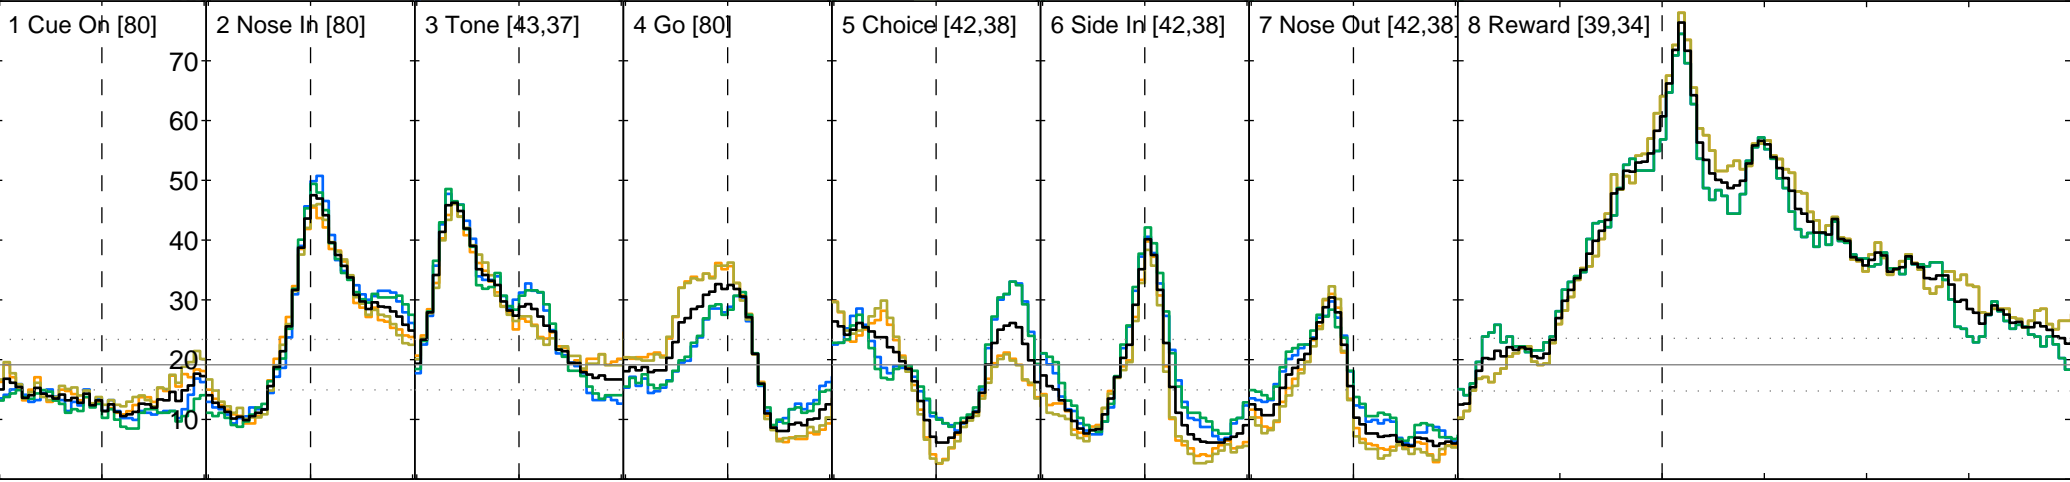 1 Cue On [80]
2 Nose In [80]
3 Tone [43,37]
4 Go [80]
5 Choice [42,38]
6 Side In [42,38]
7 Nose Out [42,38]
8 Reward [39,34]
70
60
50
40
30
20
10